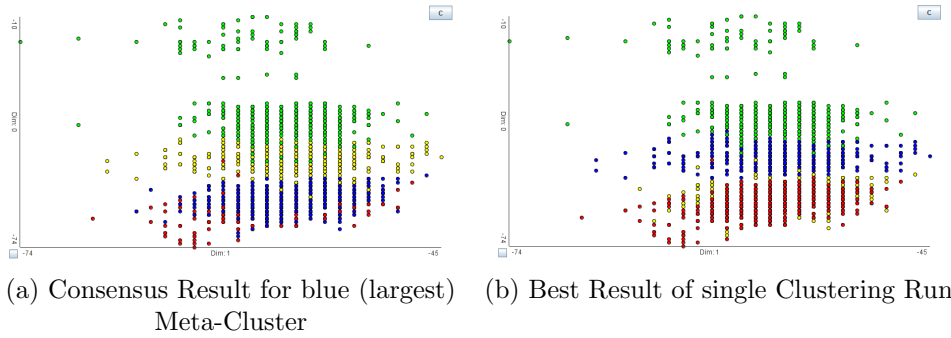 C
-10
Dim: 0
-74
-74
Dim: 1
-45
C
-10
Dim: 0
-74
-74
Dim: 1
-45
(a) Consensus Result for blue (largest)
Meta-Cluster
(b) Best Result of single Clustering Run